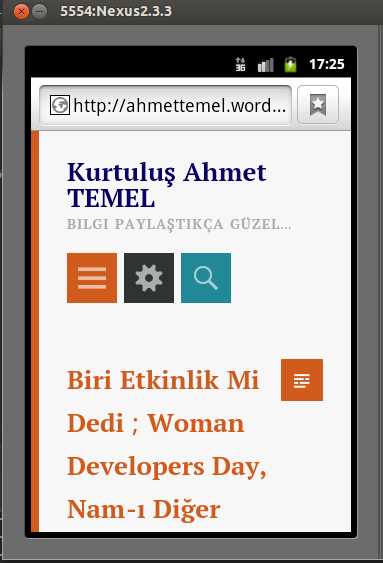 5554:Nexus2.3.3
3G 17:25
http://ahmettemel.word...
Kurtuluş Ahmet
TEMEL
BILGI PAYLAŞTIKÇA GÜZEL...
Biri Etkinlik Mi
Dedi ; Woman
Developers Day,
Nam-ı Diğer